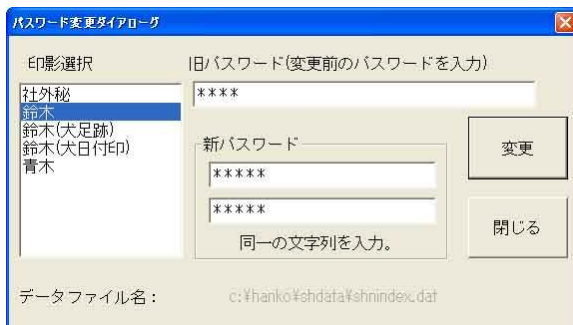 パスワード変更ダイアローグ
印影選択
旧パスワード(変更前のパスワードを入力)
社外秘
鈴木
鈴木(犬足跡)
鈴木(犬日付印)
青木
****
新パスワード
*****
*****
同一の文字列を入力。
変更
閉じる
データファイル名:
c:¥hanko¥shdata¥shnindex.dat